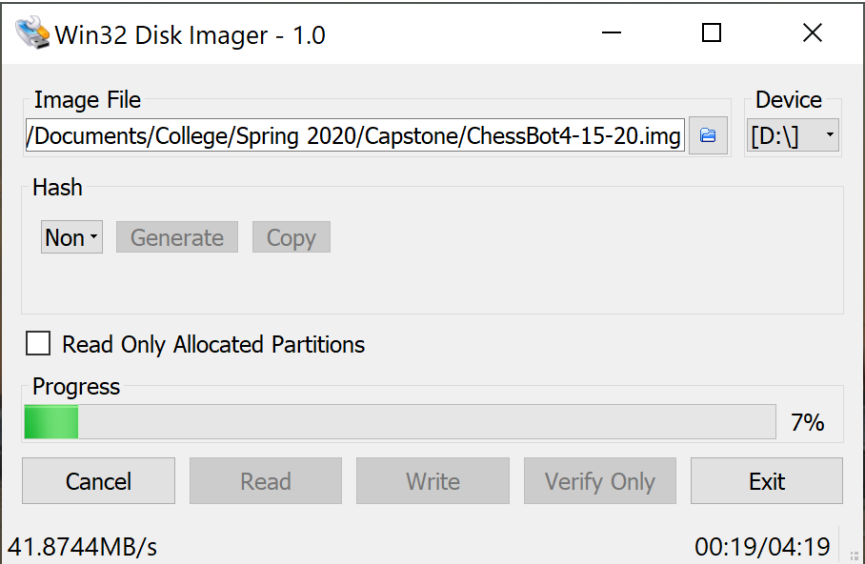 Win32 Disk Imager - 1.0
Image File
Device
/Documents/College/Spring 2020/Capstone/ChessBot4-15-20.img
[D:\]
Hash
Non
Generate
Copy
Read Only Allocated Partitions
Progress
7%
Cancel
Read
Write
Verify Only
Exit
41.8744MB/s
00:19/04:19